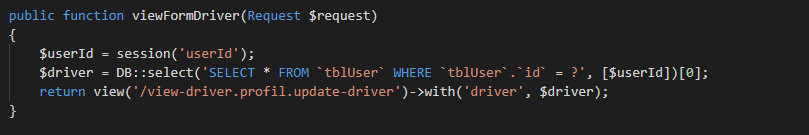 public function viewFormDriver(Request $request)
{
    $userId = session('userId');
    $driver = DB::select('SELECT * FROM `tblUser` WHERE `tblUser`.`id` = ?', [$userId])[0];
    return view('/view-driver.profil.update-driver')->with('driver', $driver);
}